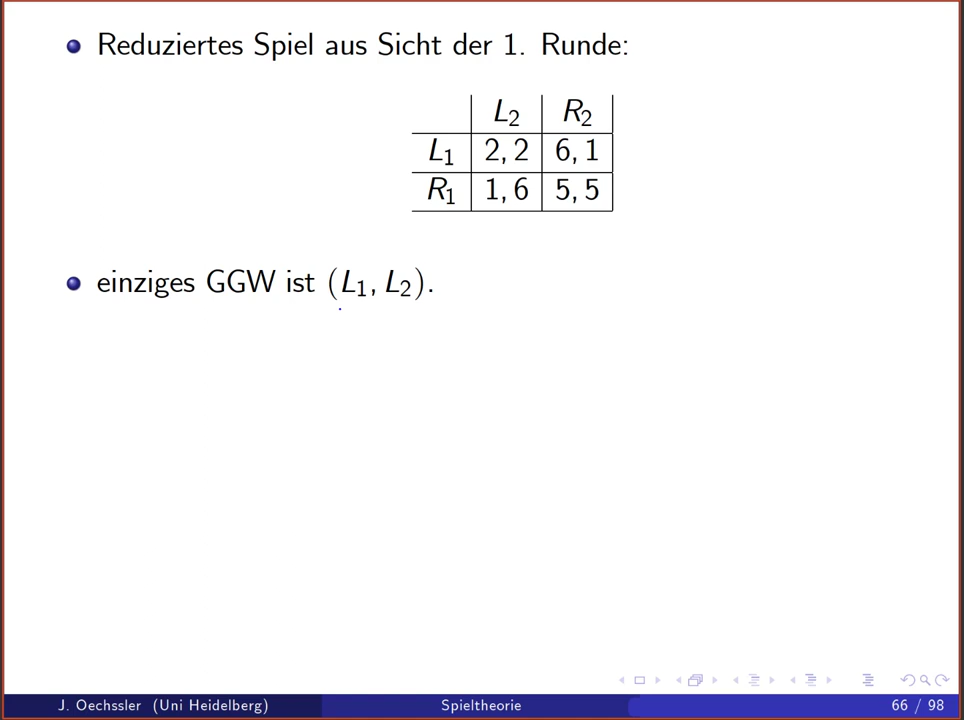 Reduziertes Spiel aus Sicht der 1. Runde:
L₂ R₂
L₁ 2, 2 6, 1
R₁ 1, 6 5, 5
einziges GGW ist (L₁, L₂).
J. Oechssler (Uni Heidelberg) Spieltheorie 66 / 98